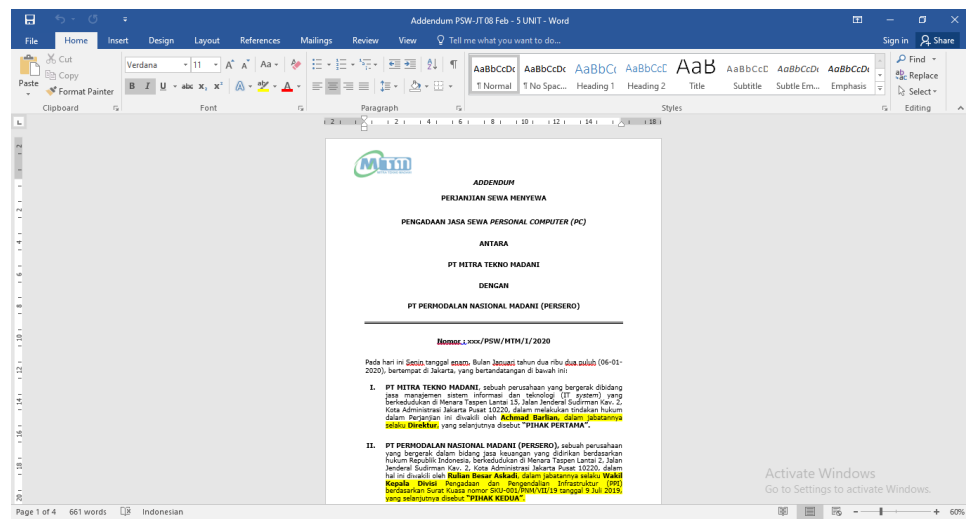 Addendum PSW-JT 08 Feb - 5 UNIT - Word
File Home Insert Design Layout References Mailings Review View Tell me what you want to do... Sign in Share
Paste
Cut
Copy
Format Painter
Clipboard
Verdana 11
Font
Paragraph
AaBbCcDc AaBbCcDc AaBbCc AaBbCcC AaB AaBbCcC AaBbCcDc AaBbCcDc
¶ Normal ¶ No Spac... Heading 1 Heading 2 Title Subtitle Subtle Em... Emphasis
Styles
Find
Replace
Select
Editing
MTM
ADDENDUM
PERJANJIAN SEWA MENYEWA
PENGADAAN JASA SEWA PERSONAL COMPUTER (PC)
ANTARA
PT MITRA TEKNO MADANI
DENGAN
PT PERMODALAN NASIONAL MADANI (PERSERO)
Nomor : xxx/PSW/MTM/I/2020
Pada hari ini Senin tanggal enam, Bulan Januari tahun dua ribu dua puluh (06-01-
2020), bertempat di Jakarta, yang bertandatangan di bawah ini:
I. PT MITRA TEKNO MADANI, sebuah perusahaan yang bergerak dibidang
jasa manajemen sistem informasi dan teknologi (IT system) yang
berkedudukan di Menara Taspen Lantai 15, Jalan Jenderal Sudirman Kav. 2,
Kota Administrasi Jakarta Pusat 10220, dalam melakukan tindakan hukum
dalam Perjanjian ini diwakili oleh Achmad Barlian, dalam jabatannya
selaku Direktur, yang selanjutnya disebut "PIHAK PERTAMA".
II. PT PERMODALAN NASIONAL MADANI (PERSERO), sebuah perusahaan
yang bergerak dalam bidang jasa keuangan yang didirikan berdasarkan
hukum Republik Indonesia, berkedudukan di Menara Taspen Lantai 2, Jalan
Jenderal Sudirman Kav. 2, Kota Administrasi Jakarta Pusat 10220, dalam
hal ini diwakili oleh Rulian Besar Askadi, dalam jabatannya selaku Wakil
Kepala Divisi Pengadaan dan Pengendalian Infrastruktur (PPI)
berdasarkan Surat Kuasa nomor SKU-001/PNM/VII/19 tanggal 9 Juli 2019,
yang selanjutnya disebut "PIHAK KEDUA".
Activate Windows
Go to Settings to activate Windows.
Page 1 of 4 661 words Indonesian 60%